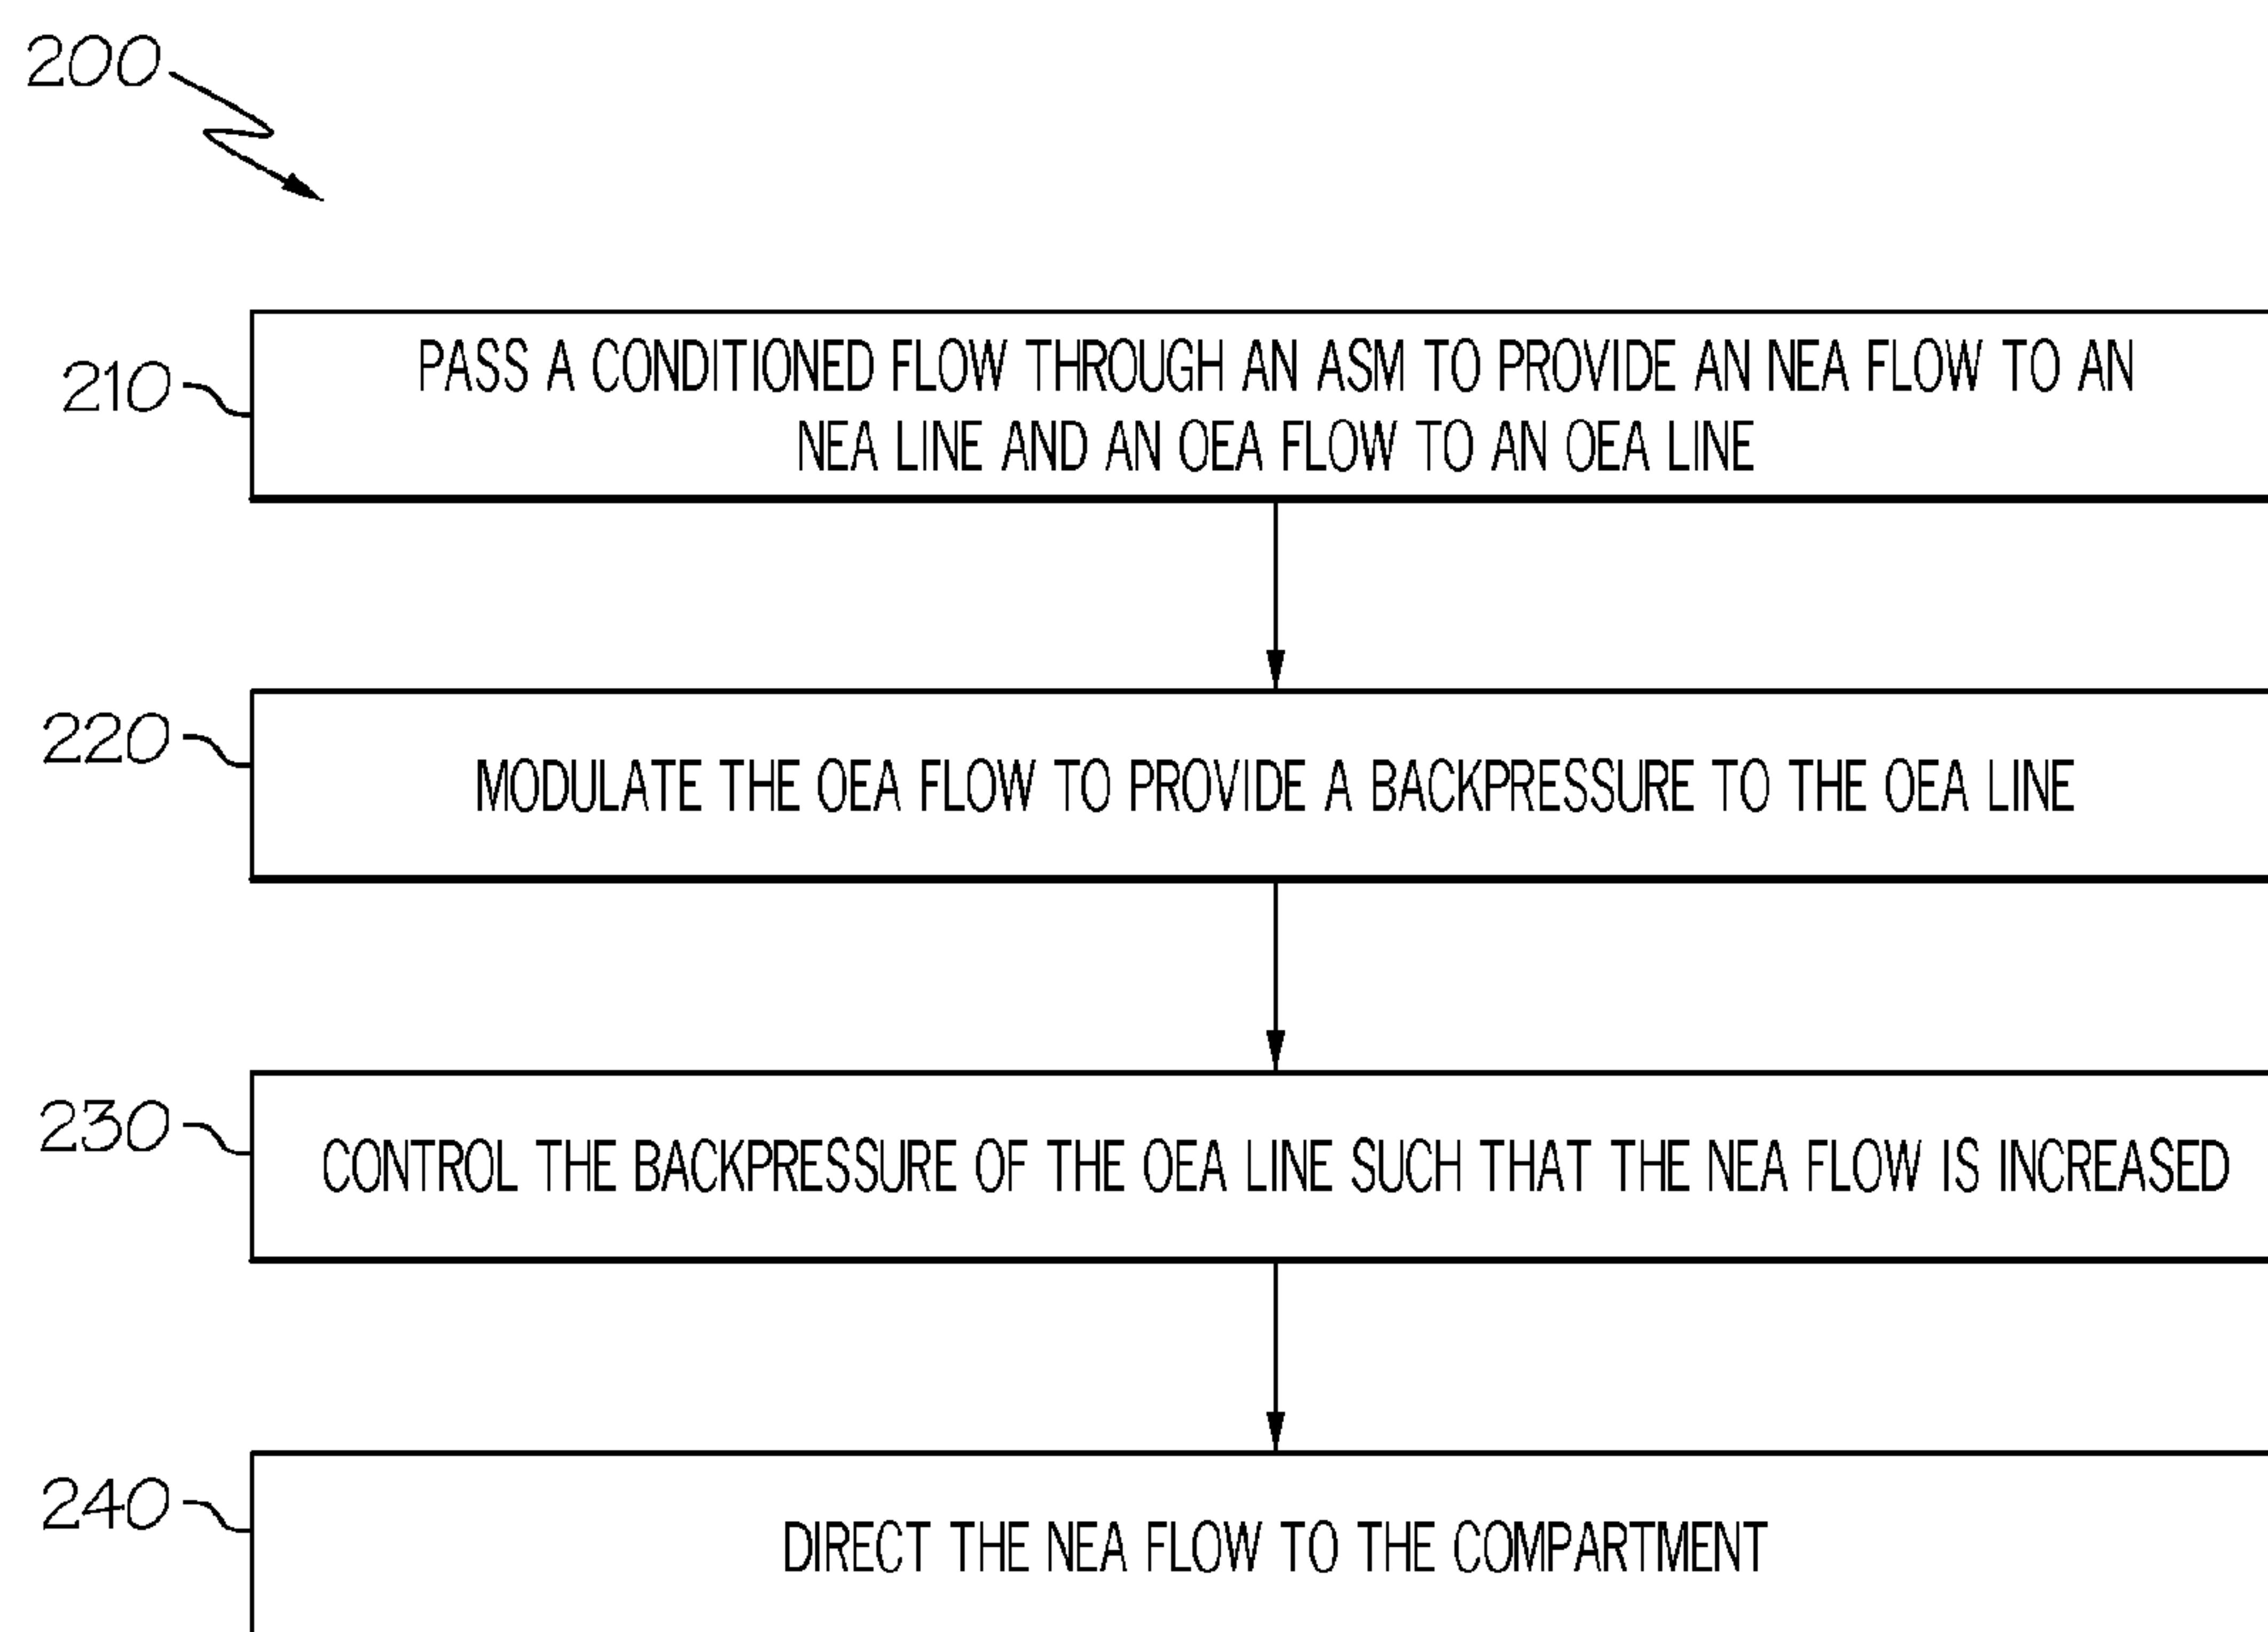 200
210
PASS A CONDITIONED FLOW THROUGH AN ASM TO PROVIDE AN NEA FLOW TO AN
NEA LINE AND AN OEA FLOW TO AN OEA LINE
220
MODULATE THE OEA FLOW TO PROVIDE A BACKPRESSURE TO THE OEA LINE
230
CONTROL THE BACKPRESSURE OF THE OEA LINE SUCH THAT THE NEA FLOW IS INCREASED
240
DIRECT THE NEA FLOW TO THE COMPARTMENT